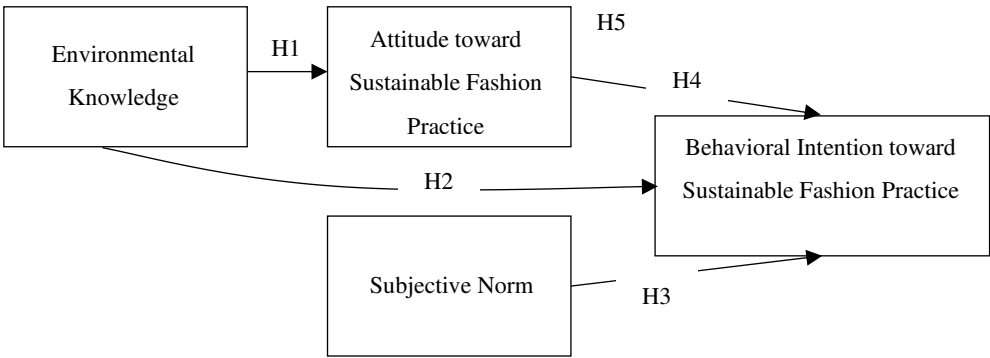 Environmental
Knowledge
H1
Attitude toward
Sustainable Fashion
Practice
H5
H4
Behavioral Intention toward
Sustainable Fashion Practice
H2
Subjective Norm
H3